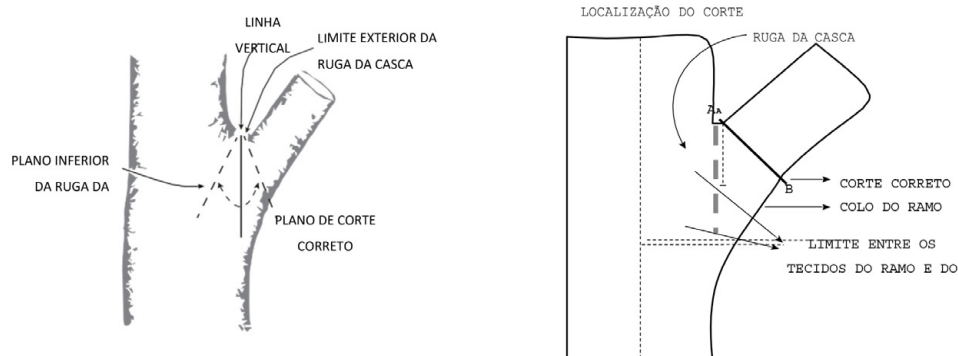 LINHA
VERTICAL
LIMITE EXTERIOR DA
RUGA DA CASCA
PLANO INFERIOR
DA RUGA DA
PLANO DE CORTE
CORRETO
LOCALIZAÇÃO DO CORTE
RUGA DA CASCA
A A
B
CORTE CORRETO
COLO DO RAMO
LIMITE ENTRE OS
TECIDOS DO RAMO E DO